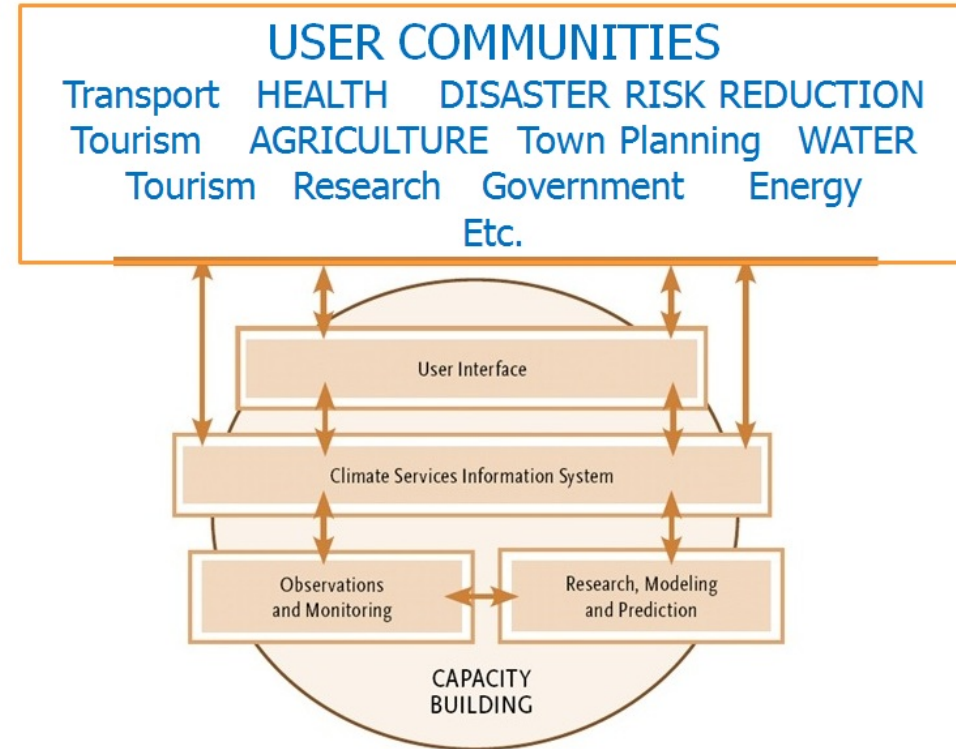 USER COMMUNITIES
Transport HEALTH DISASTER RISK REDUCTION
Tourism AGRICULTURE Town Planning WATER
Tourism Research Government Energy
Etc.
User Interface
Climate Services Information System
Observations
and Monitoring
Research, Modeling
and Prediction
CAPACITY
BUILDING